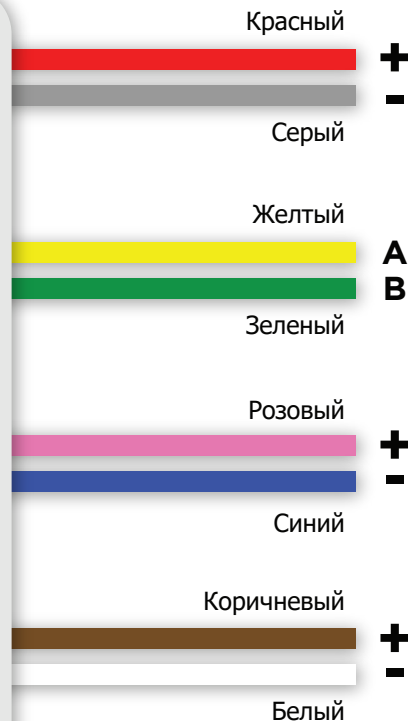 Красный
+
-
Серый
Желтый
A
B
Зеленый
Розовый
+
-
Синий
Коричневый
+
-
Белый